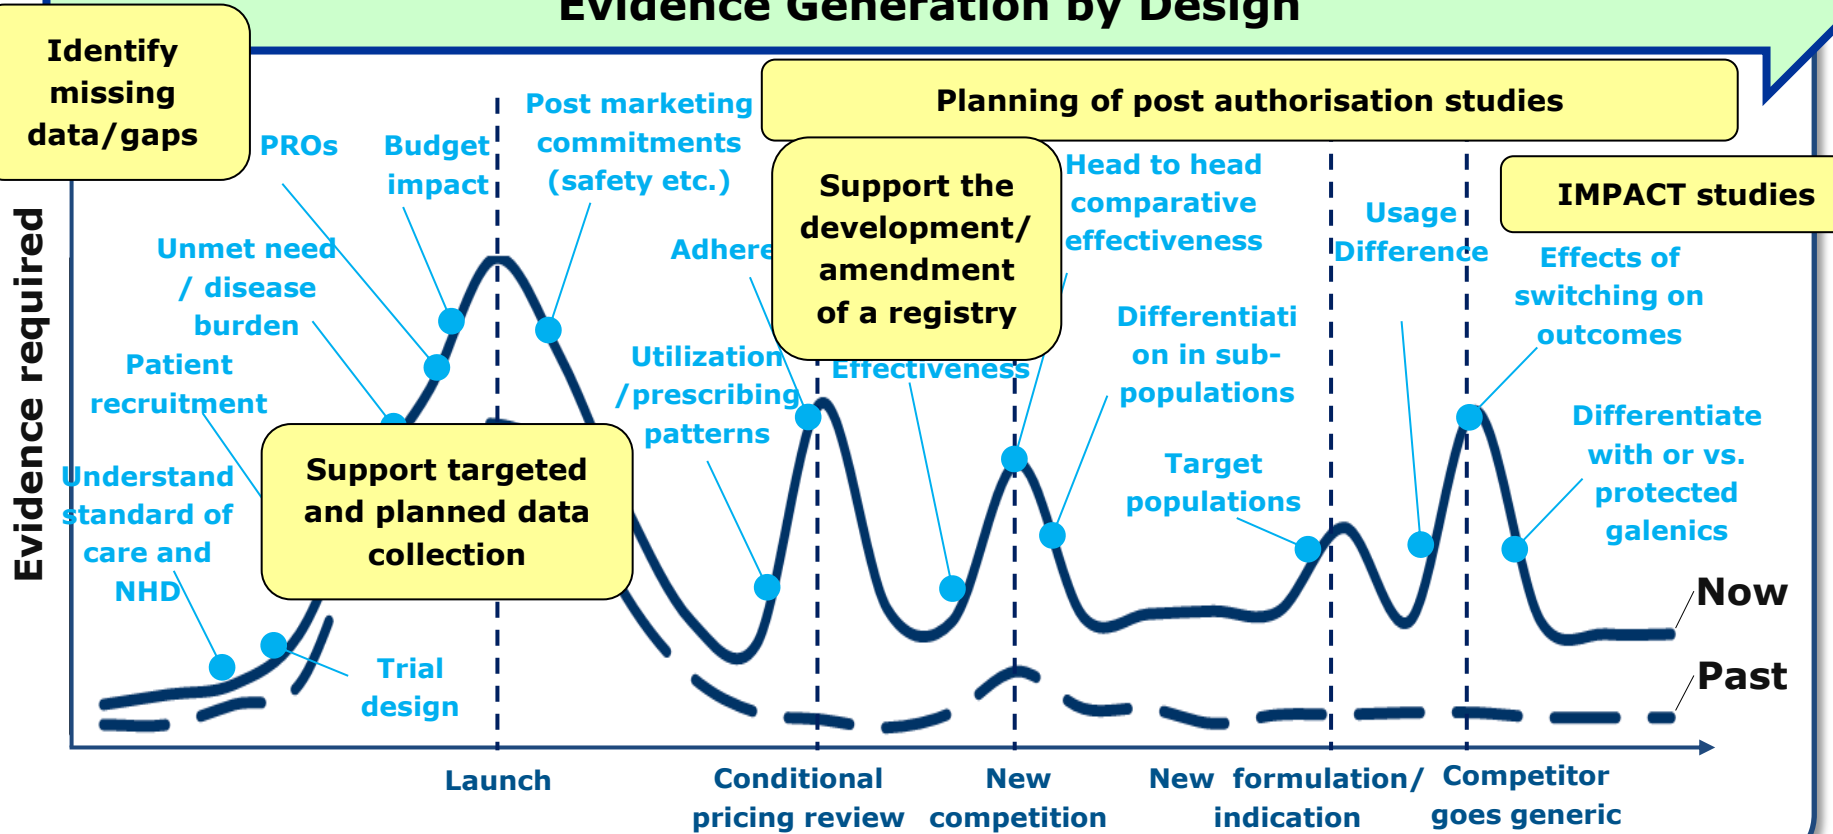 Evidence Generation by Design
Identify
missing
data/gaps
Planning of post authorisation studies
Support the
development/
amendment
of a registry
IMPACT studies
Support targeted
and planned data
collection
Evidence required
PROs
Budget
impact
Post marketing
commitments
(safety etc.)
Unmet need
/ disease
burden
Patient
recruitment
Understand
standard of
care and
NHD
Trial
design
Adhere
Utilization
/prescribing
patterns
Effectiveness
Head to head
comparative
effectiveness
Differentiati
on in sub-
populations
Target
populations
Usage
Difference
Effects of
switching on
outcomes
Differentiate
with or vs.
protected
galenics
Now
Past
Launch
Conditional
pricing review
New
competition
New formulation/
indication
Competitor
goes generic